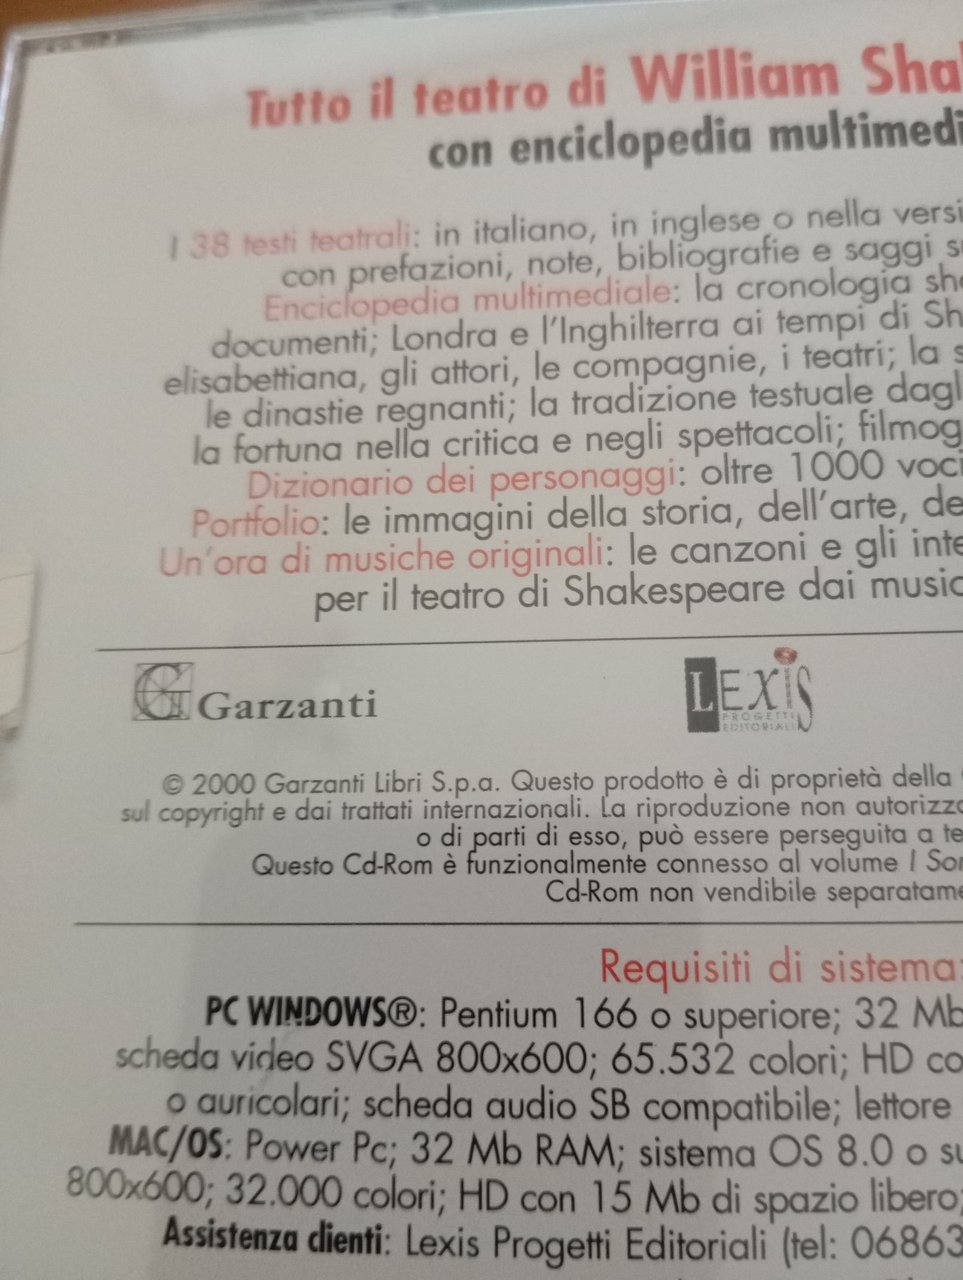 Tutto il teatro di William Sha
con enciclopedia multimedi
I 38 testi teatrali: in italiano, in inglese o nella versi
con prefazioni, note, bibliografie e saggi s
Enciclopedia multimediale: la cronologia sh
documenti; Londra e l'Inghilterra ai tempi di Sh
elisabettiana, gli attori, le compagnie, i teatri; la s
le dinastie regnanti; la tradizione testuale dagl
la fortuna nella critica e negli spettacoli; filmog
Dizionario dei personaggi: oltre 1000 voci
Portfolio: le immagini della storia, dell'arte, de
Un'ora di musiche originali: le canzoni e gli inte
per il teatro di Shakespeare dai music
G Garzanti
LEXIS
PROGETTI
EDITORIALI
© 2000 Garzanti Libri S.p.a. Questo prodotto è di proprietà della
sul copyright e dai trattati internazionali. La riproduzione non autorizza
o di parti di esso, può essere perseguita a te
Questo Cd-Rom è funzionalmente connesso al volume I Son
Cd-Rom non vendibile separatame
Requisiti di sistema:
PC WINDOWS®: Pentium 166 o superiore; 32 Mb
scheda video SVGA 800x600; 65.532 colori; HD co
o auricolari; scheda audio SB compatibile; lettore
MAC/OS: Power Pc; 32 Mb RAM; sistema OS 8.0 o su
800x600; 32.000 colori; HD con 15 Mb di spazio libero;
Assistenza clienti: Lexis Progetti Editoriali (tel: 06863